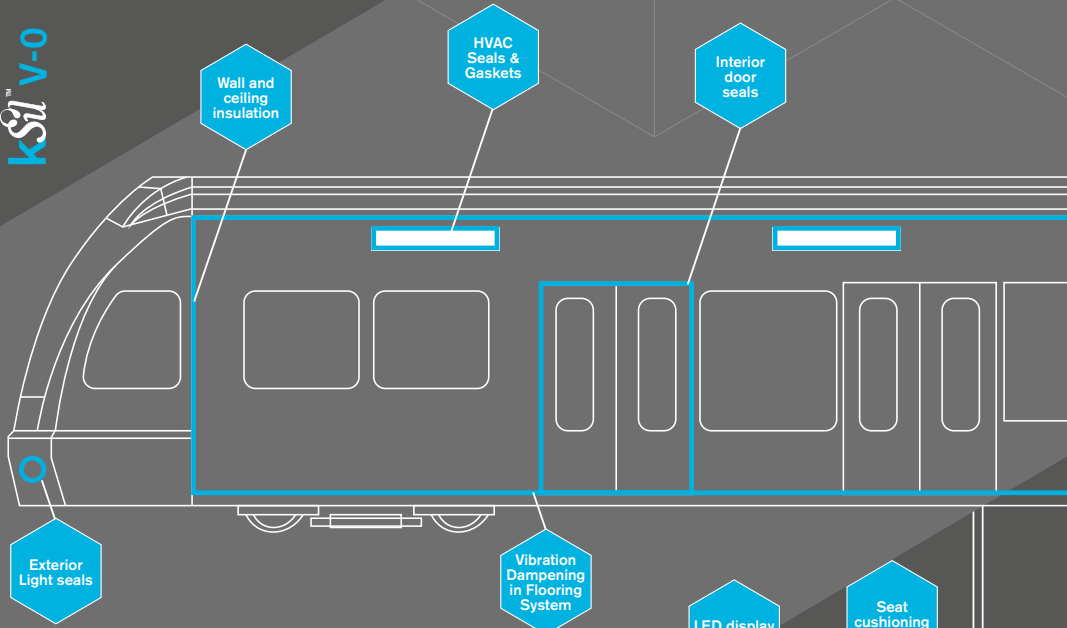 kSil™ V-0
Wall and
ceiling
insulation
HVAC
Seals &
Gaskets
Interior
door
seals
Exterior
Light seals
Vibration
Dampening
in Flooring
System
LED display
Seat
cushioning